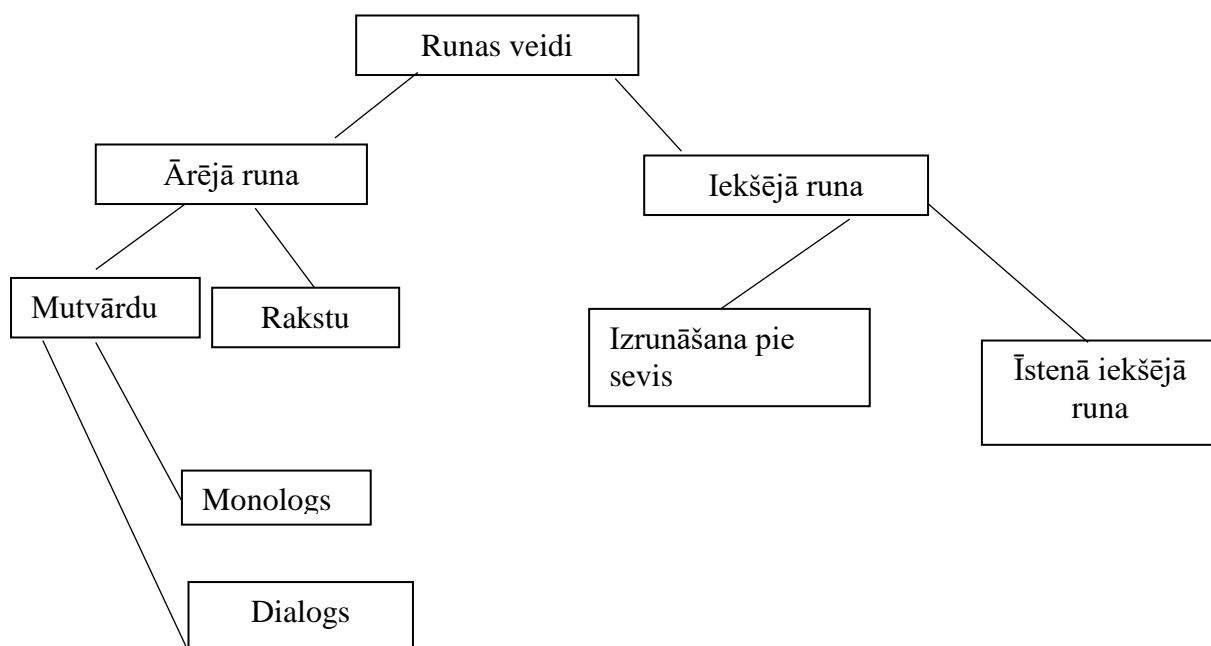 Runas veidi
Ārējā runa
Iekšējā runa
Mutvārdu
Rakstu
Izrunāšana pie
sevis
Īstenā iekšējā
runa
Monologs
Dialogs